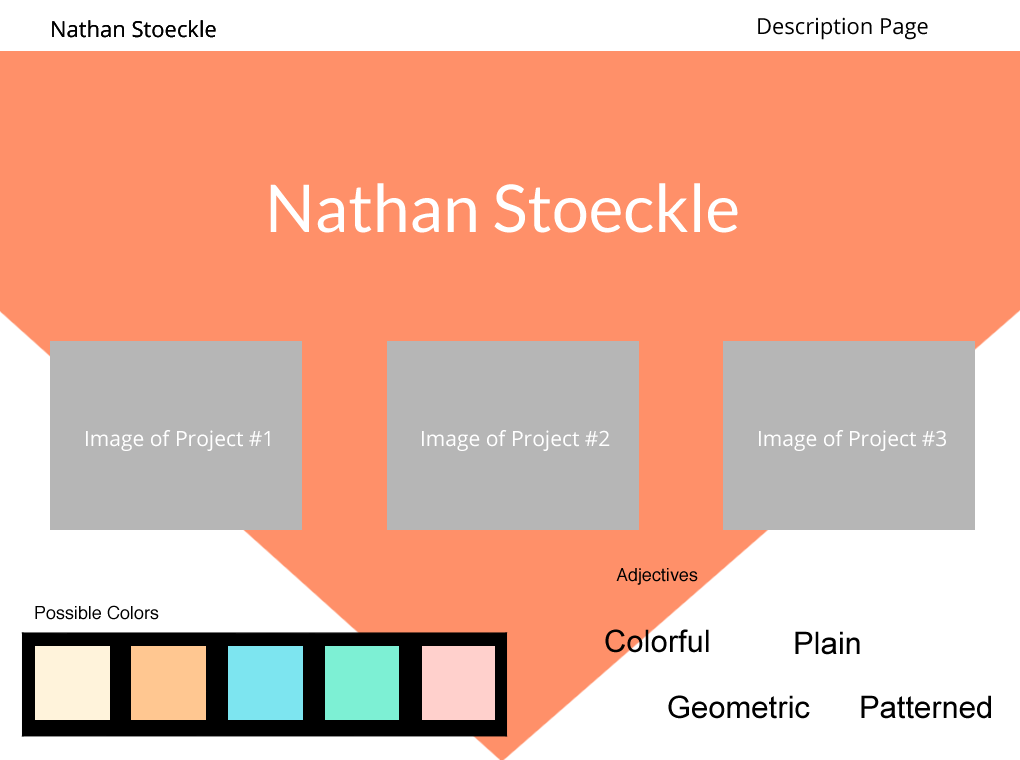 Nathan Stoeckle
Description Page
Nathan Stoeckle
Image of Project #1
Image of Project #2
Image of Project #3
Adjectives
Possible Colors
Colorful
Plain
Geometric
Patterned